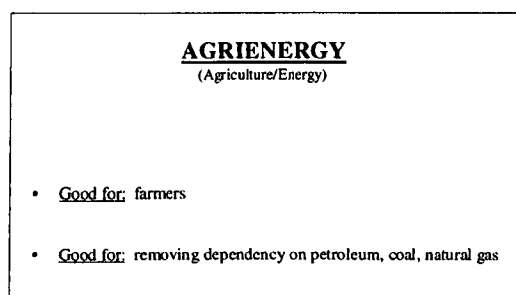 AGRIENERGY
(Agriculture/Energy)
• Good for: farmers
• Good for: removing dependency on petroleum, coal, natural gas